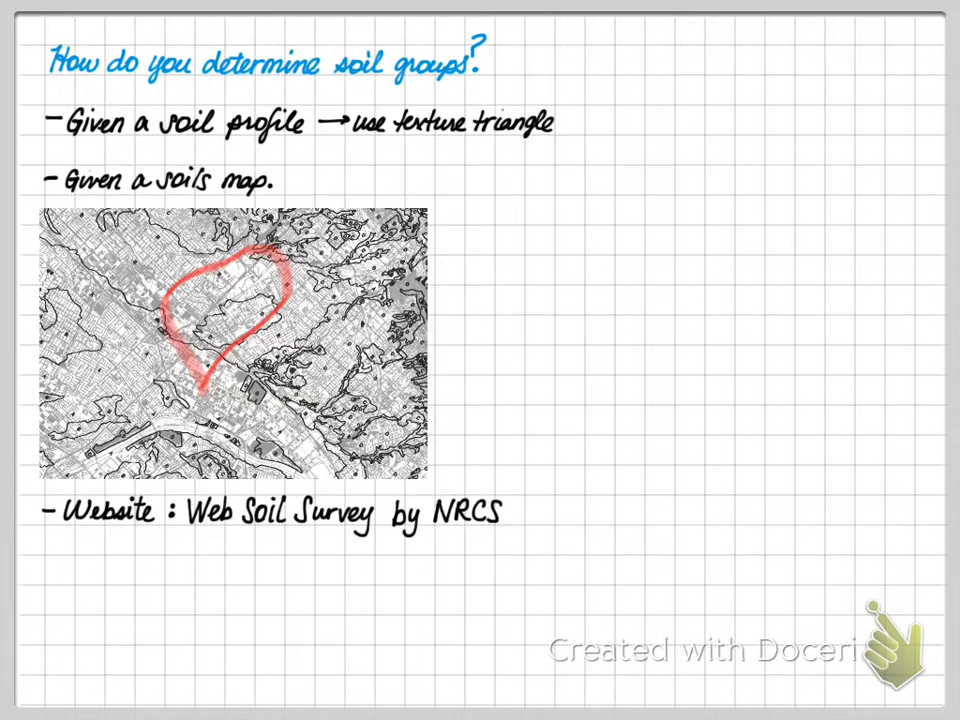 How do you determine soil groups?
- Given a soil profile → use texture triangle
- Given a soils map.
- Website : Web Soil Survey by NRCS
Created with Doceri